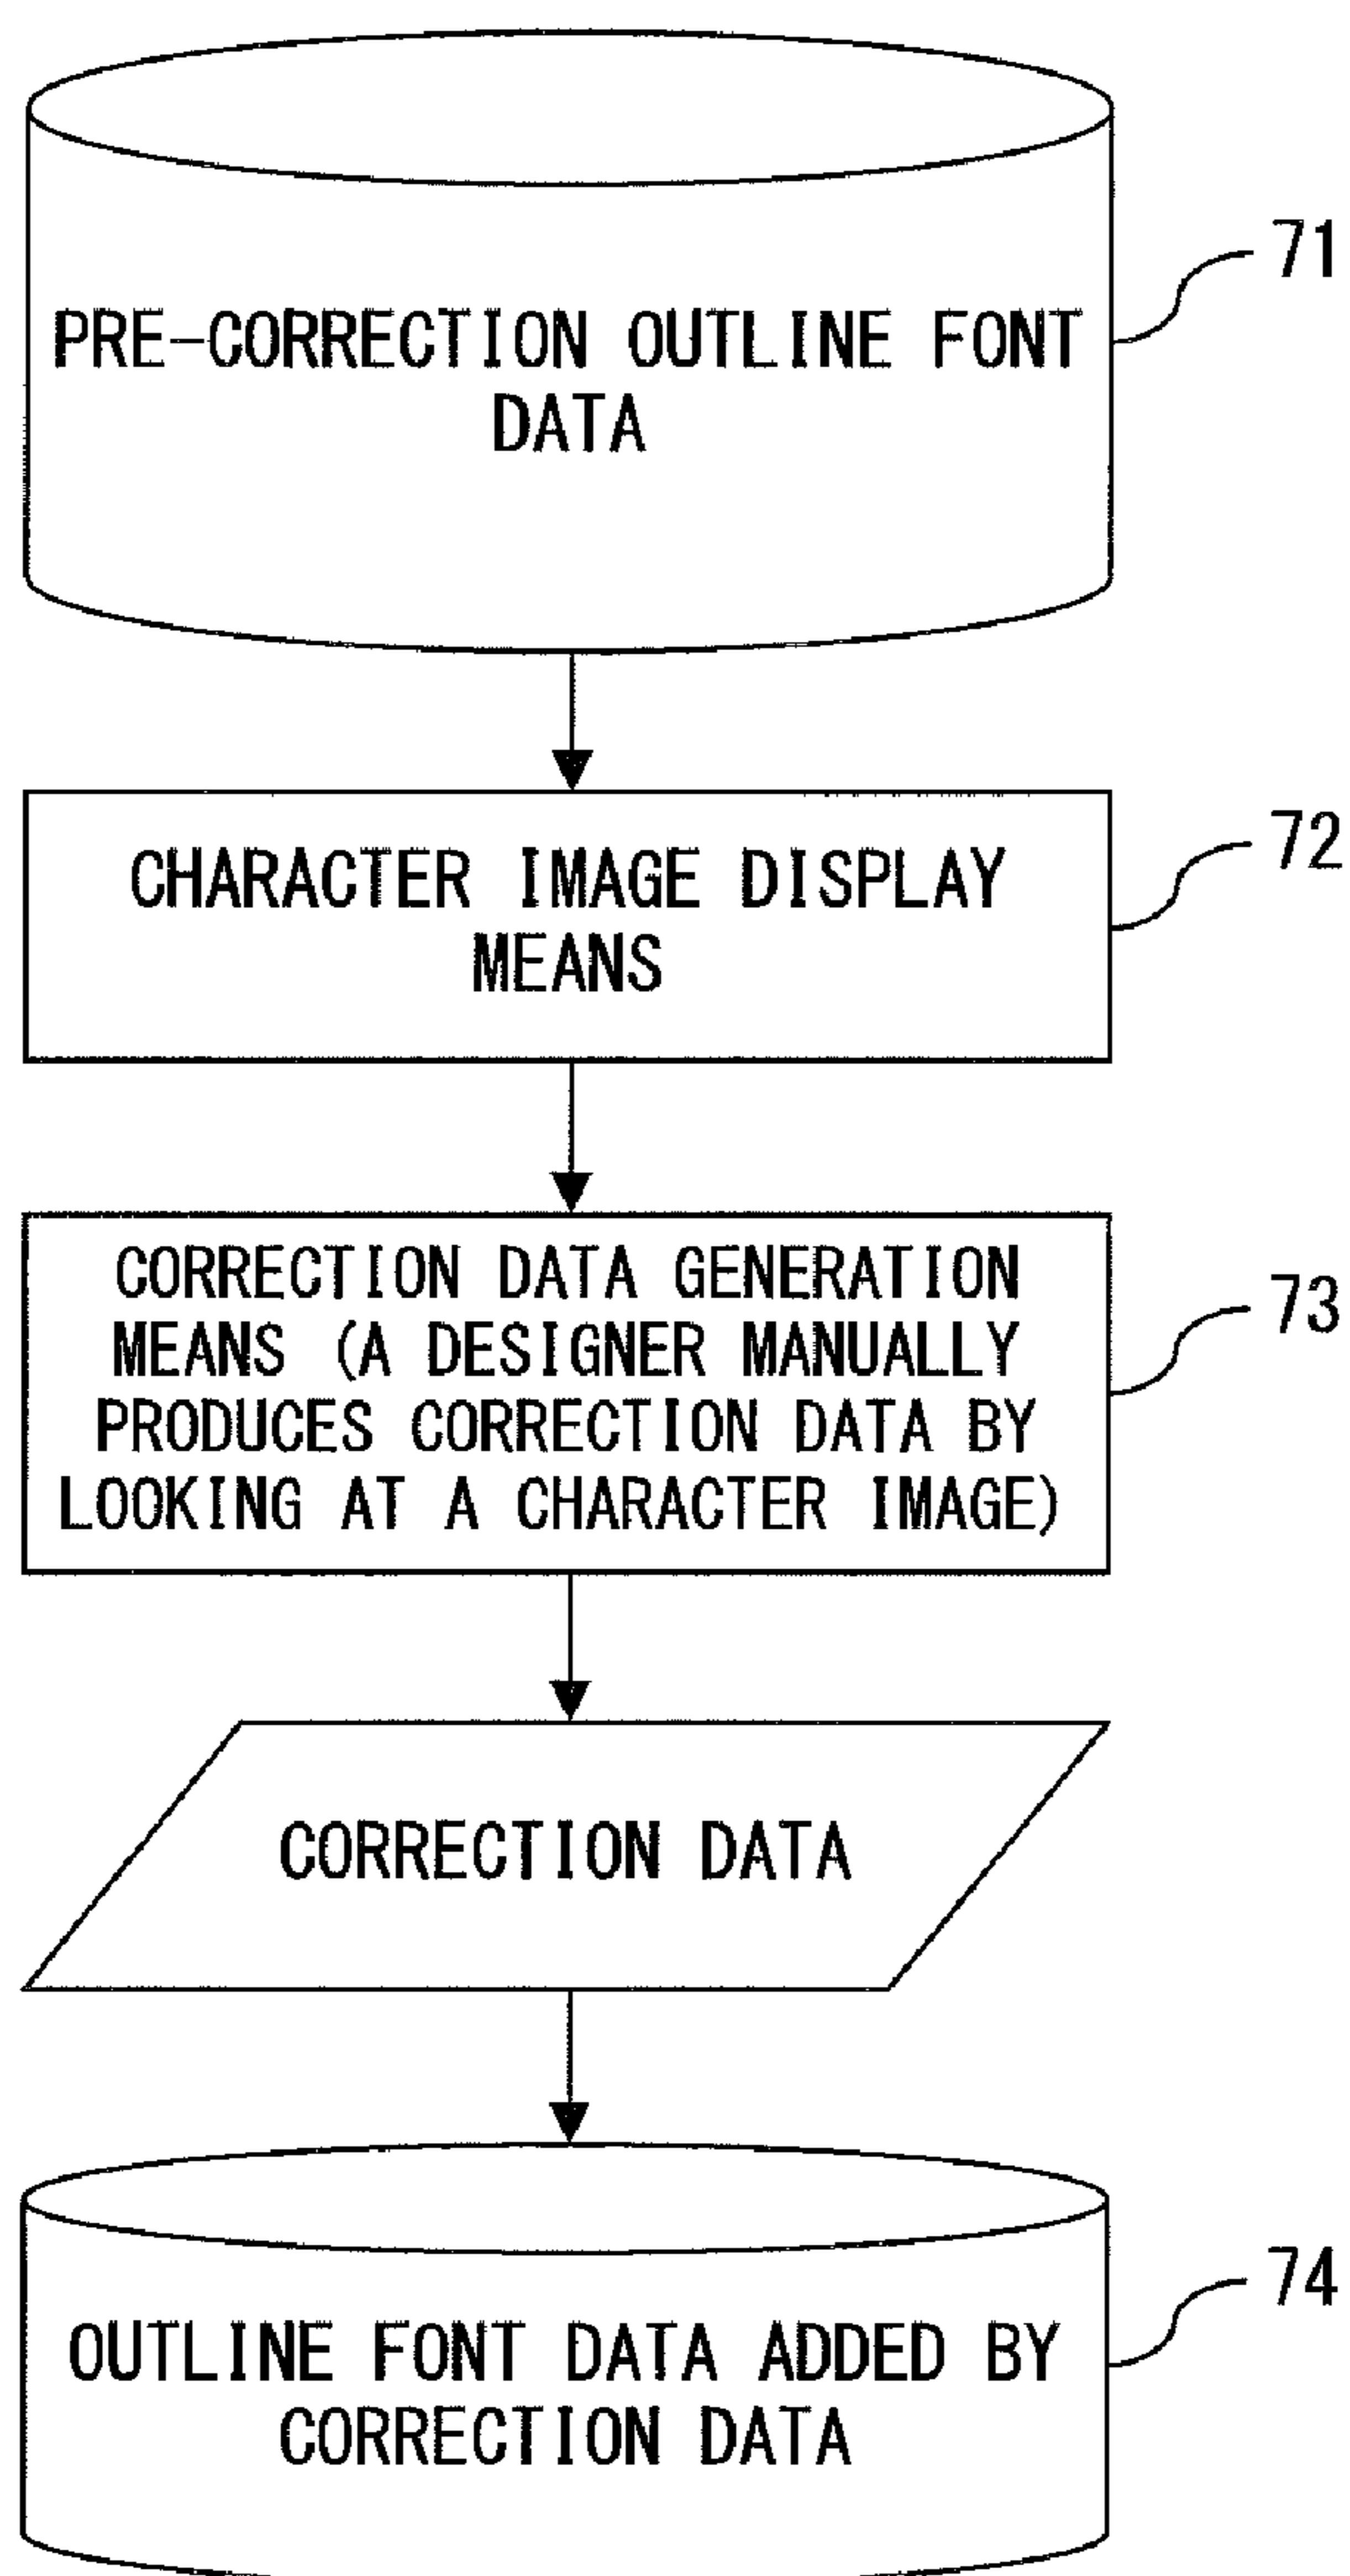 PRE-CORRECTION OUTLINE FONT
DATA
71
CHARACTER IMAGE DISPLAY
MEANS
72
CORRECTION DATA GENERATION
MEANS (A DESIGNER MANUALLY
PRODUCES CORRECTION DATA BY
LOOKING AT A CHARACTER IMAGE)
73
CORRECTION DATA
OUTLINE FONT DATA ADDED BY
CORRECTION DATA
74